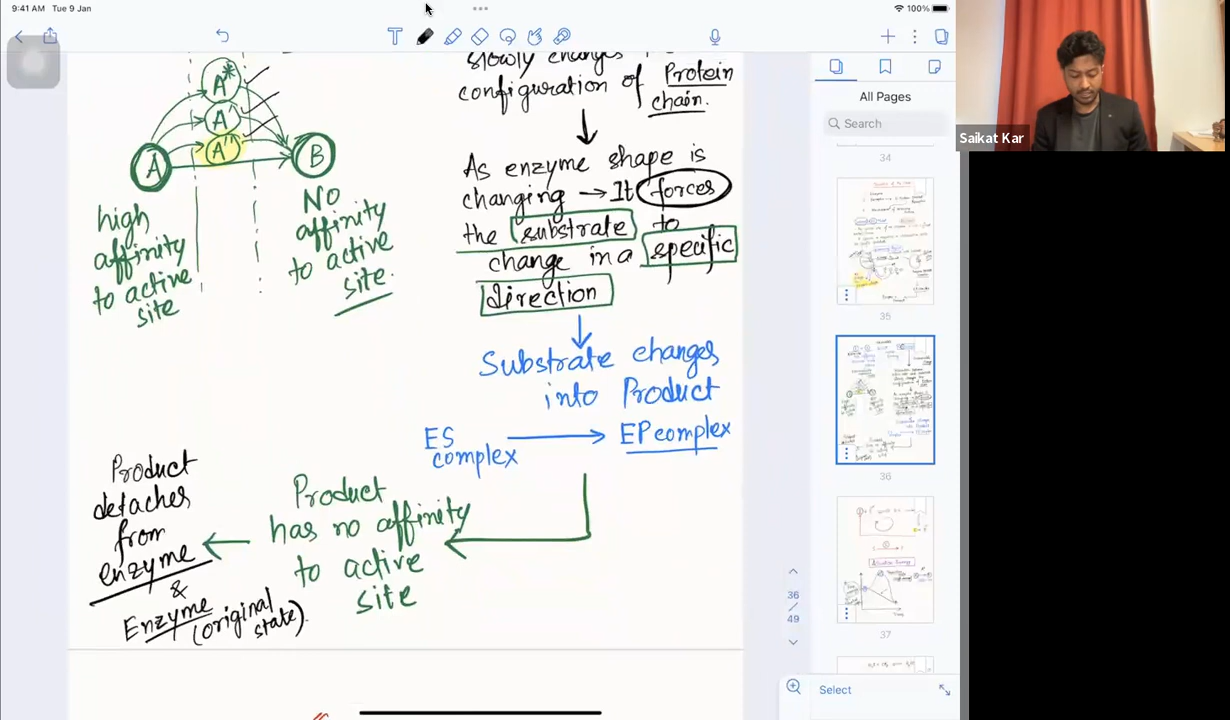 9:41 AM Tue 9 Jan
100%
T
A*
A'
A"
A
B
high
affinity
to active
site
NO
affinity
to active
site.
slowly changes
configuration of Protein
chain.
As enzyme shape is
changing → It forces
the substrate to
change in a specific
direction
Substrate changes
into Product
ES
complex
EP complex
Product
has no affinity
to active
site
Product
detaches
from
enzyme
&
Enzyme
(original
state).
All Pages
Search
34
35
36
37
36
/
49
Select
Saikat Kar